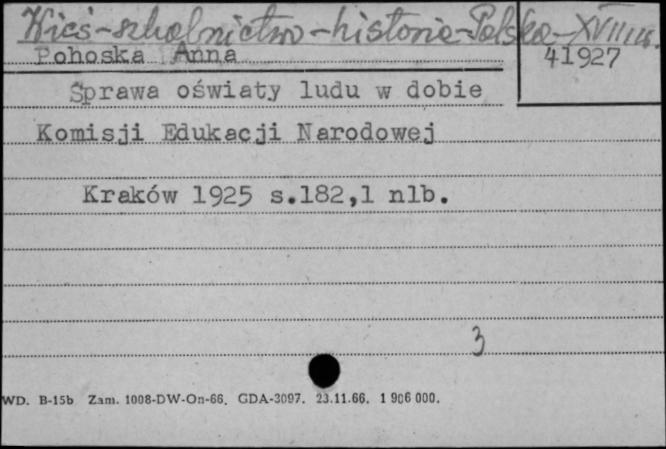 Wieś-szkolnictwo-historia-Polska-XVIIIw.
Pohoska Anna
41927
Sprawa oświaty ludu w dobie
Komisji Edukacji Narodowej
Kraków 1925 s.182,1 nlb.
3
WD. B-15b Zam. 1008-DW-On-66. GDA-3097. 23.11.66. 1 906 000.